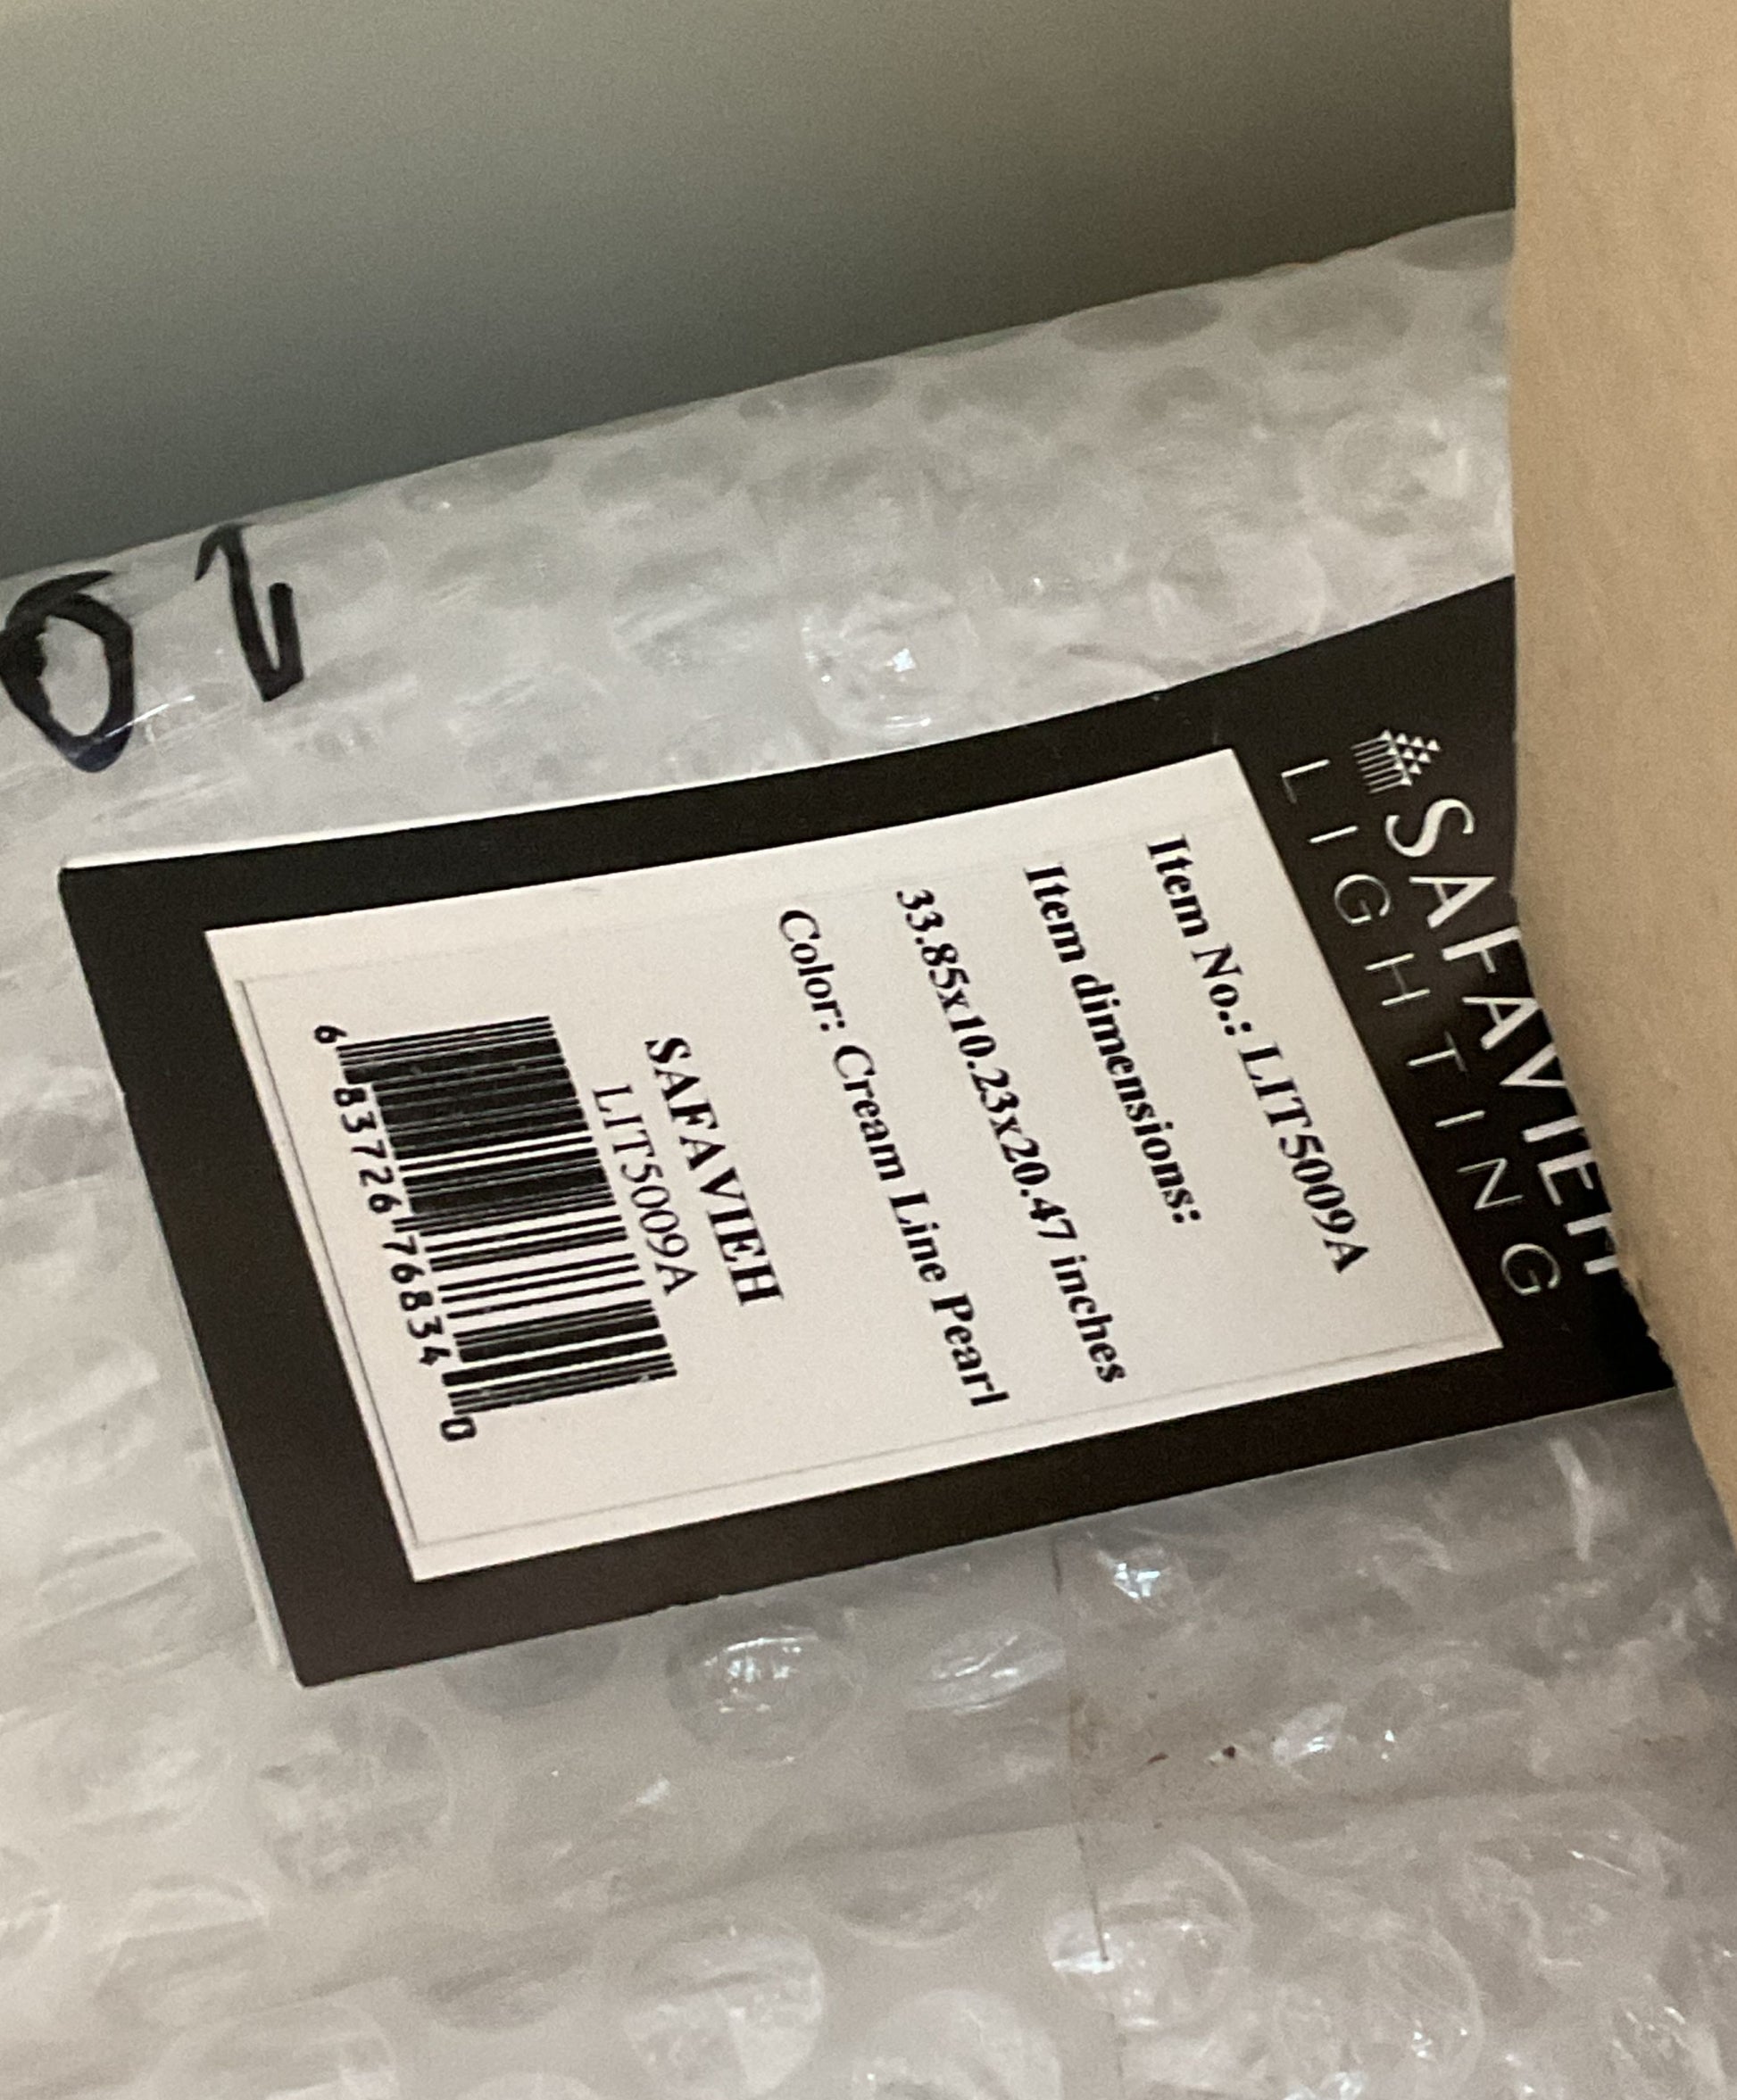 SAFAVIEH
LIGHTING
Item No.: LIT5009A
Item dimensions:
33.85x10.23x20.47 inches
Color: Cream Line Pearl
SAFAVIEH
LIT5009A
6 83726 76834 0
10